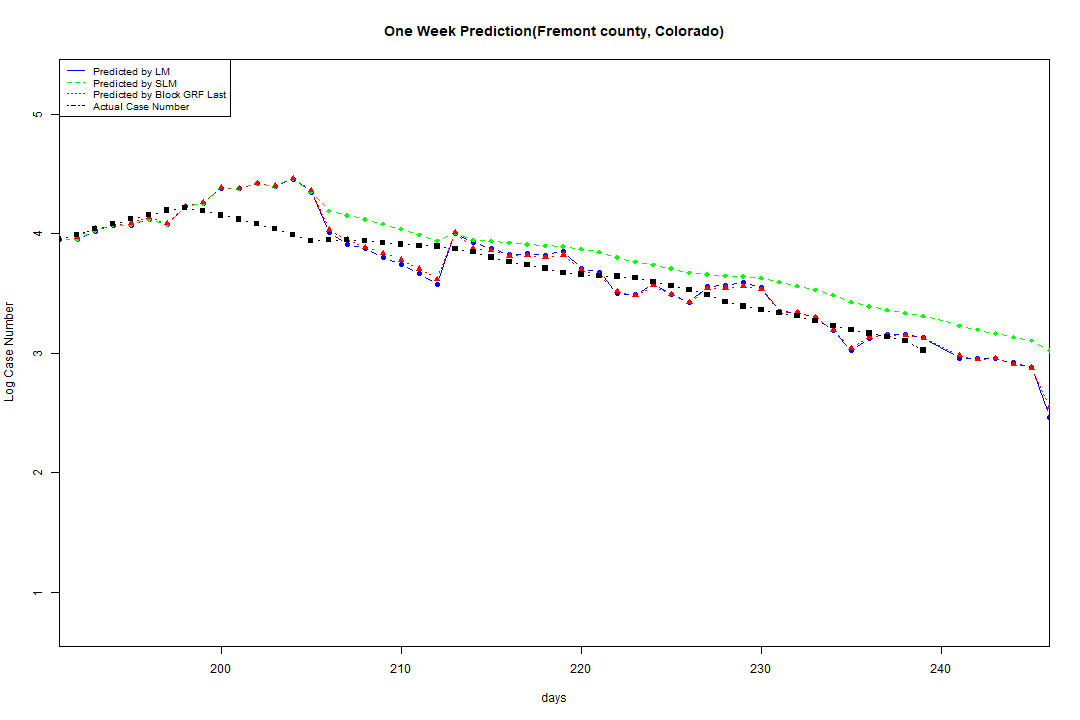 One Week Prediction(Fremont county, Colorado)
Predicted by LM
Predicted by SLM
Predicted by Block GRF Last
Actual Case Number
5
4
3
2
1
Log Case Number
200 210 220 230 240
days